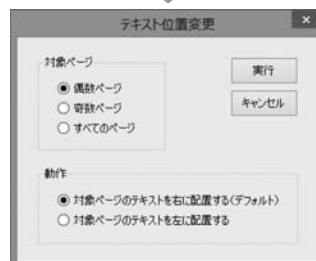 テキスト位置変更
×
対象ページ
偶数ページ
奇数ページ
すべてのページ
実行
キャンセル
動作
対象ページのテキストを右に配置する(デフォルト)
対象ページのテキストを左に配置する